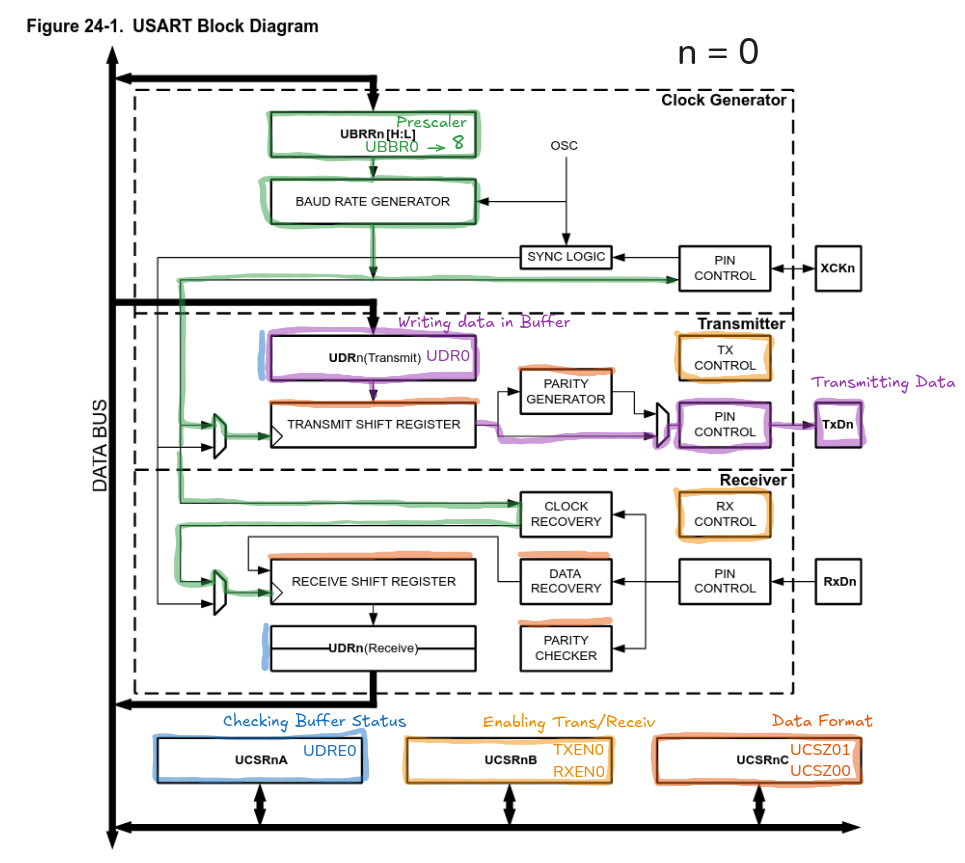 Figure 24-1.  USART Block Diagram
n = 0
Clock Generator
Prescaler
UBRRn [H:L]
UBBR0 → 8
OSC
BAUD RATE GENERATOR
SYNC LOGIC
PIN
CONTROL
XCKn
Writing data in Buffer
Transmitter
UDRn(Transmit) UDR0
TX
CONTROL
PARITY
GENERATOR
Transmitting Data
TRANSMIT SHIFT REGISTER
PIN
CONTROL
TxDn
DATA BUS
Receiver
CLOCK
RECOVERY
RX
CONTROL
RECEIVE SHIFT REGISTER
DATA
RECOVERY
PIN
CONTROL
RxDn
UDRn(Receive)
PARITY
CHECKER
Checking Buffer Status
UDRE0
UCSRnA
Enabling Trans/Receiv
TXEN0
UCSRnB
RXEN0
Data Format
UCSZ01
UCSRnC
UCSZ00